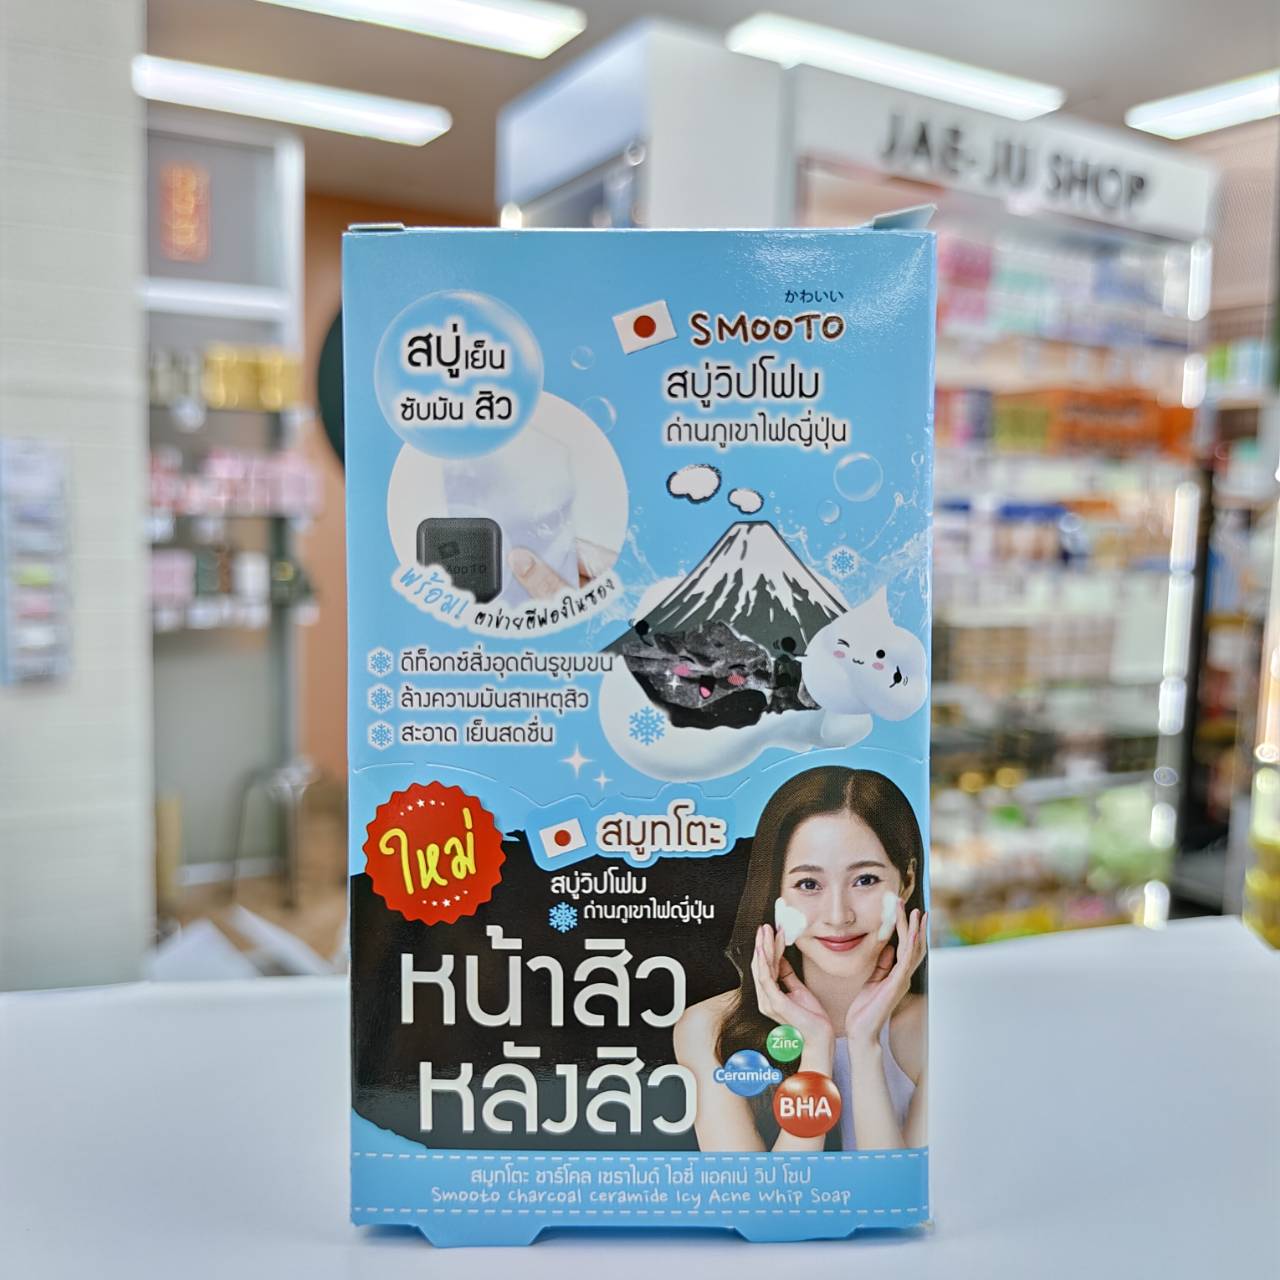 JAE-JU SHOP
かわいい
SMOOTO
สบู่วิปโฟม
ถ่านภูเขาไฟญี่ปุ่น
สบู่เย็น
ซับมัน สิว
พร้อม! ตาข่ายตีฟองในซอง
ดีท็อกซ์สิ่งอุดตันรูขุมขน
ล้างความมันสาเหตุสิว
สะอาด เย็นสดชื่น
ใหม่
สมูทโตะ
สบู่วิปโฟม
ถ่านภูเขาไฟญี่ปุ่น
หน้าสิว
หลังสิว
Zinc
Ceramide
BHA
สมูทโตะ ชาร์โคล เซราไมด์ ไอซี่ แอคเน่ วิป โซป
Smooto Charcoal Ceramide Icy Acne Whip Soap